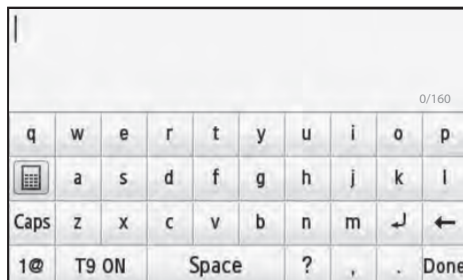 0/160
q w e r t y u i o p
a s d f g h j k l
Caps z x c v b n m
1@ T9 ON Space ? , . Done